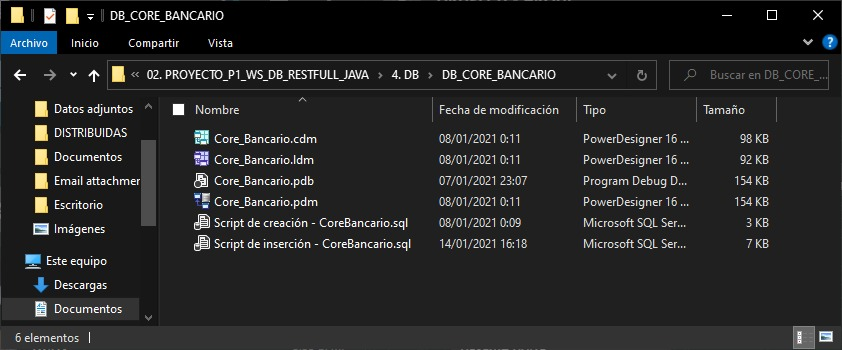 DB_CORE_BANCARIO
Archivo Inicio Compartir Vista
« 02. PROYECTO_P1_WS_DB_RESTFULL_JAVA > 4. DB > DB_CORE_BANCARIO
Buscar en DB_CORE_...
Datos adjuntos
DISTRIBUIDAS
Documentos
Email attachmer
Escritorio
Imágenes
Este equipo
Descargas
Documentos
Nombre Fecha de modificación Tipo Tamaño
Core_Bancario.cdm 08/01/2021 0:11 PowerDesigner 16 ... 98 KB
Core_Bancario.ldm 08/01/2021 0:11 PowerDesigner 16 ... 92 KB
Core_Bancario.pdb 07/01/2021 23:07 Program Debug D... 154 KB
Core_Bancario.pdm 08/01/2021 0:11 PowerDesigner 16 ... 154 KB
Script de creación - CoreBancario.sql 08/01/2021 0:09 Microsoft SQL Ser... 3 KB
Script de inserción - CoreBancario.sql 14/01/2021 16:18 Microsoft SQL Ser... 7 KB
6 elementos